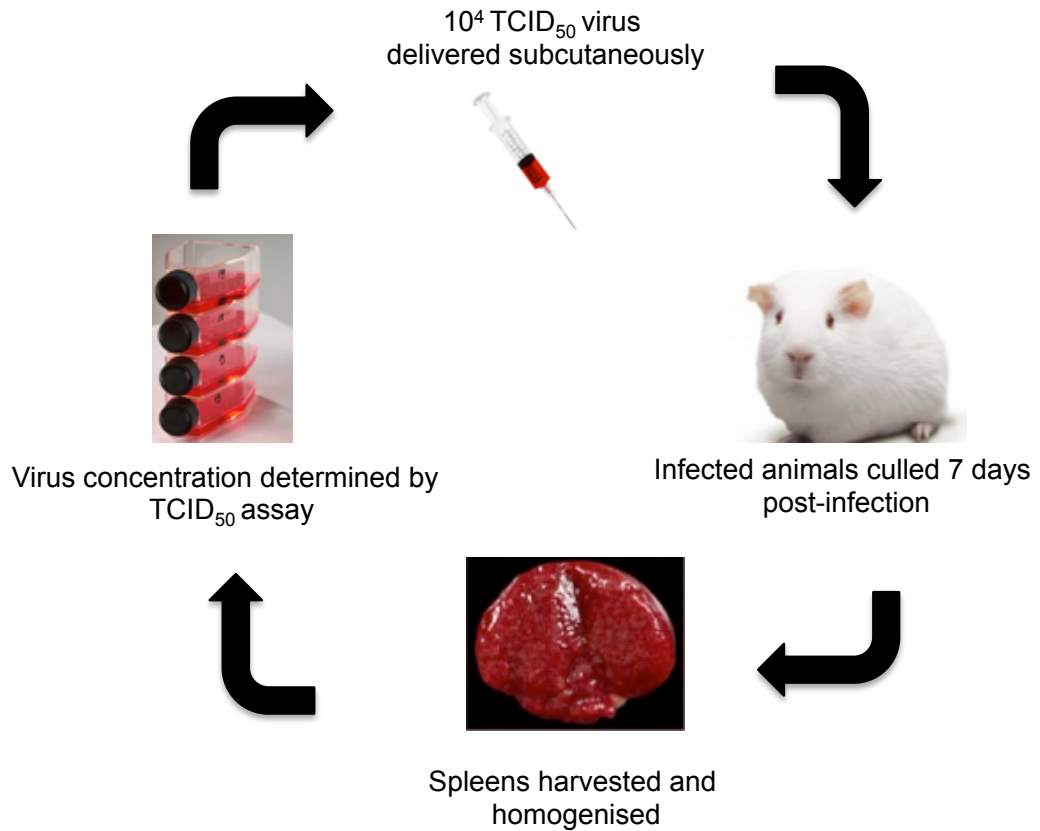 10⁴ TCID₅₀ virus
delivered subcutaneously
Virus concentration determined by
TCID₅₀ assay
Infected animals culled 7 days
post-infection
Spleens harvested and
homogenised